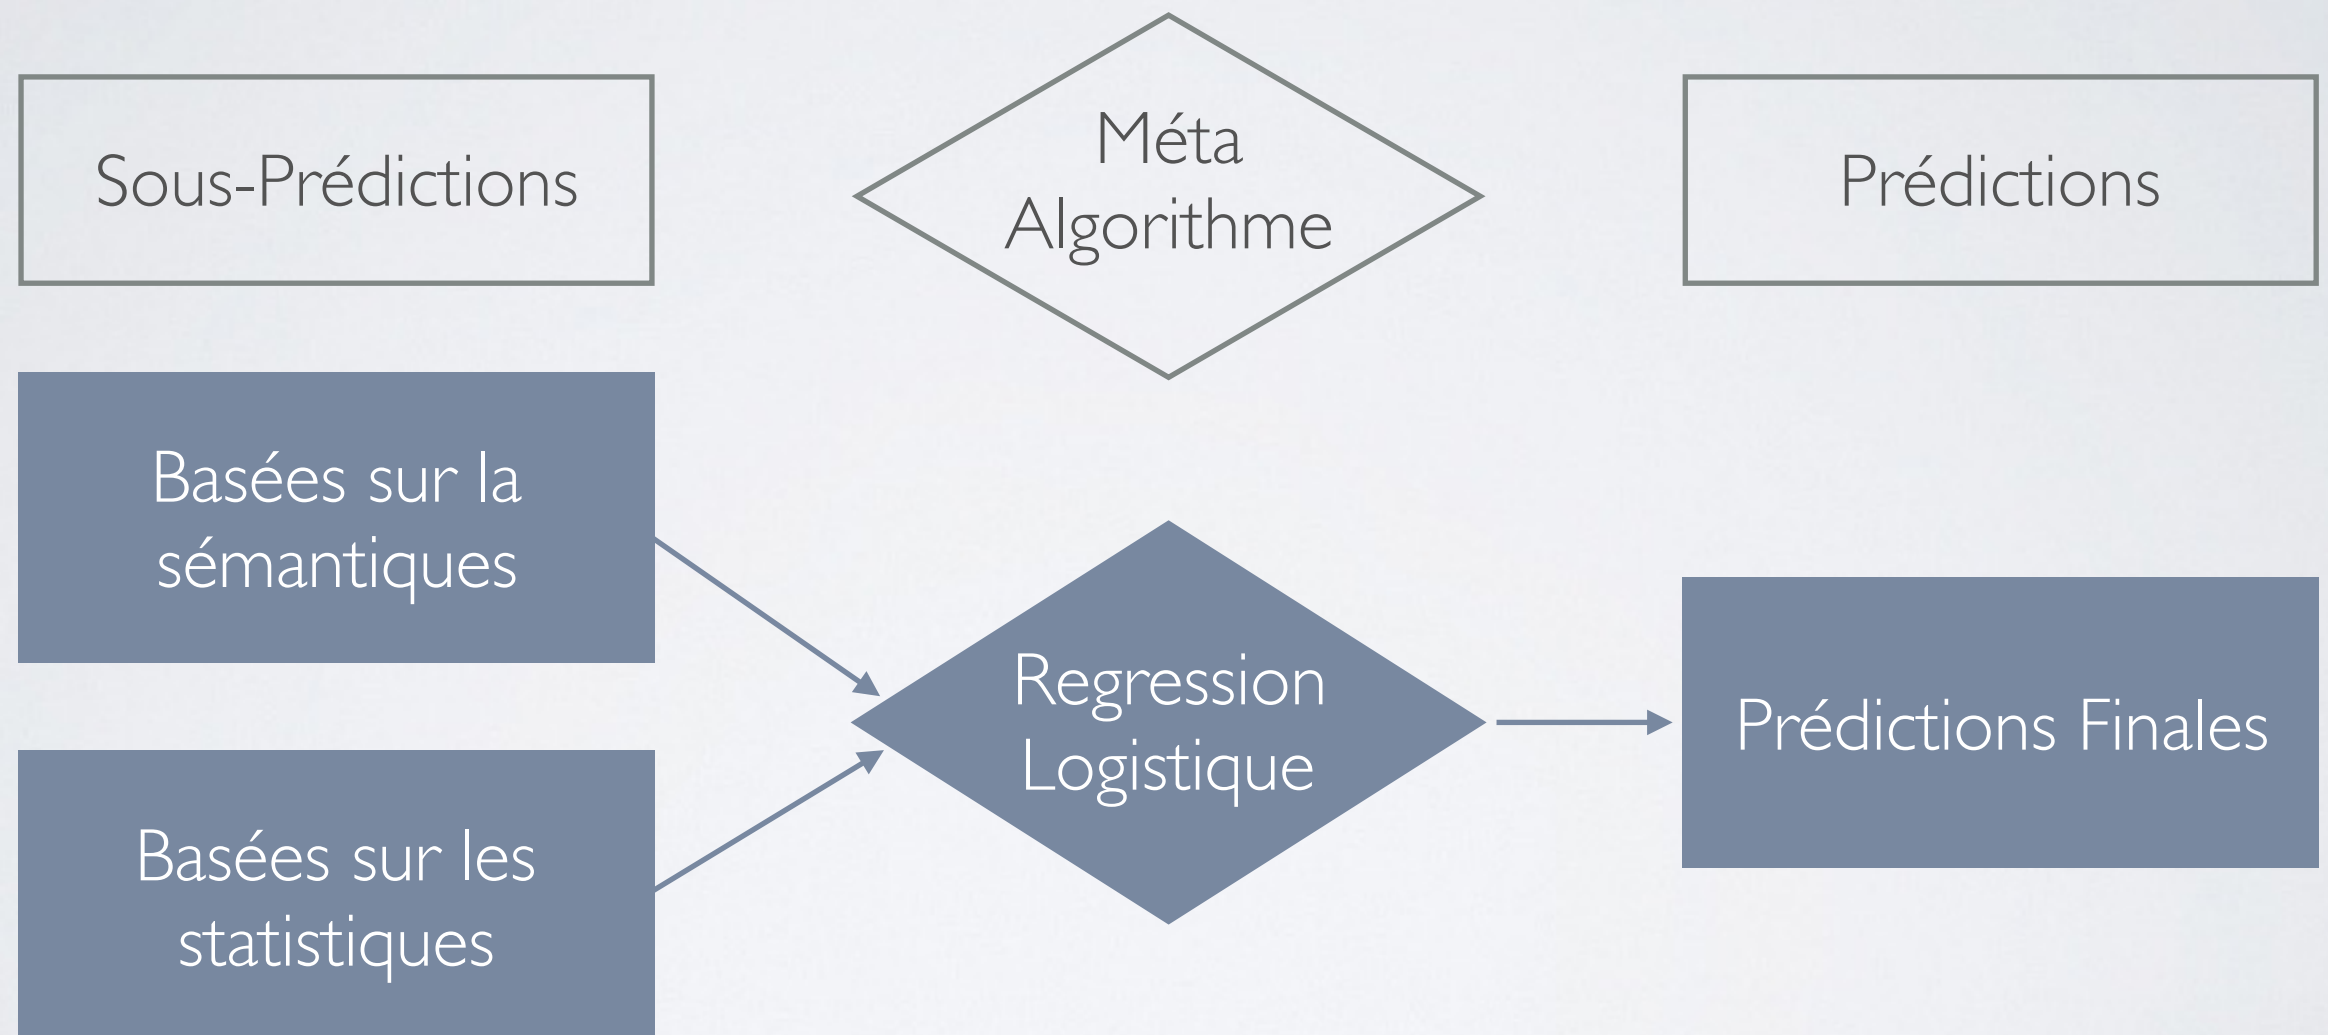 Sous-Prédictions
Méta
Algorithme
Prédictions
Basées sur la
sémantiques
Basées sur les
statistiques
Regression
Logistique
Prédictions Finales